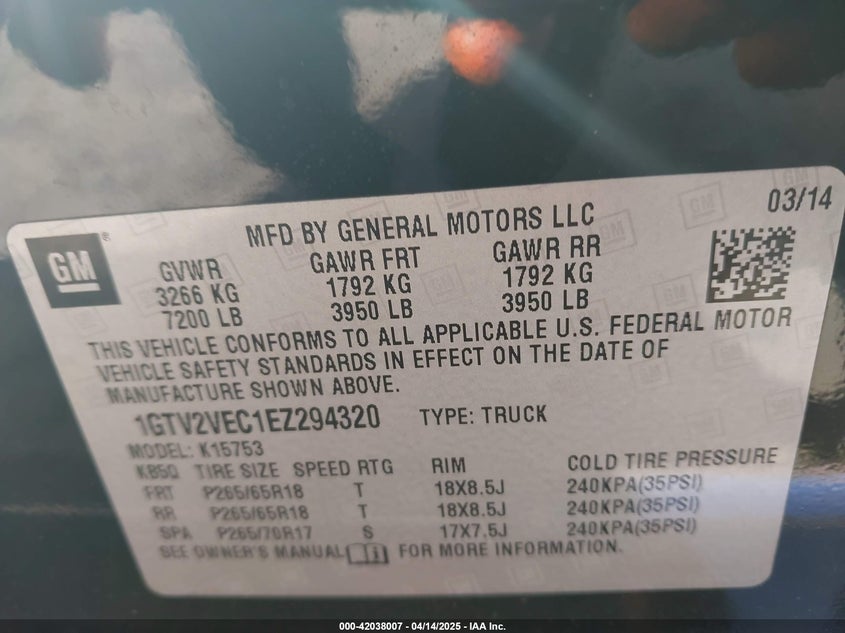 03/14
MFD BY GENERAL MOTORS LLC
GM®
GVWR GAWR FRT GAWR RR
3266 KG 1792 KG 1792 KG
7200 LB 3950 LB 3950 LB
THIS VEHICLE CONFORMS TO ALL APPLICABLE U.S. FEDERAL MOTOR
VEHICLE SAFETY STANDARDS IN EFFECT ON THE DATE OF
MANUFACTURE SHOWN ABOVE.
1GTV2VEC1EZ294320 TYPE: TRUCK
MODEL: K15753
KB5Q TIRE SIZE SPEED RTG RIM COLD TIRE PRESSURE
FRT P265/65R18 T 18X8.5J 240KPA(35PSI)
RR P265/65R18 T 18X8.5J 240KPA(35PSI)
SPA P265/70R17 S 17X7.5J 240KPA(35PSI)
SEE OWNER'S MANUAL FOR MORE INFORMATION.
000-42038007 - 04/14/2025 - IAA Inc.